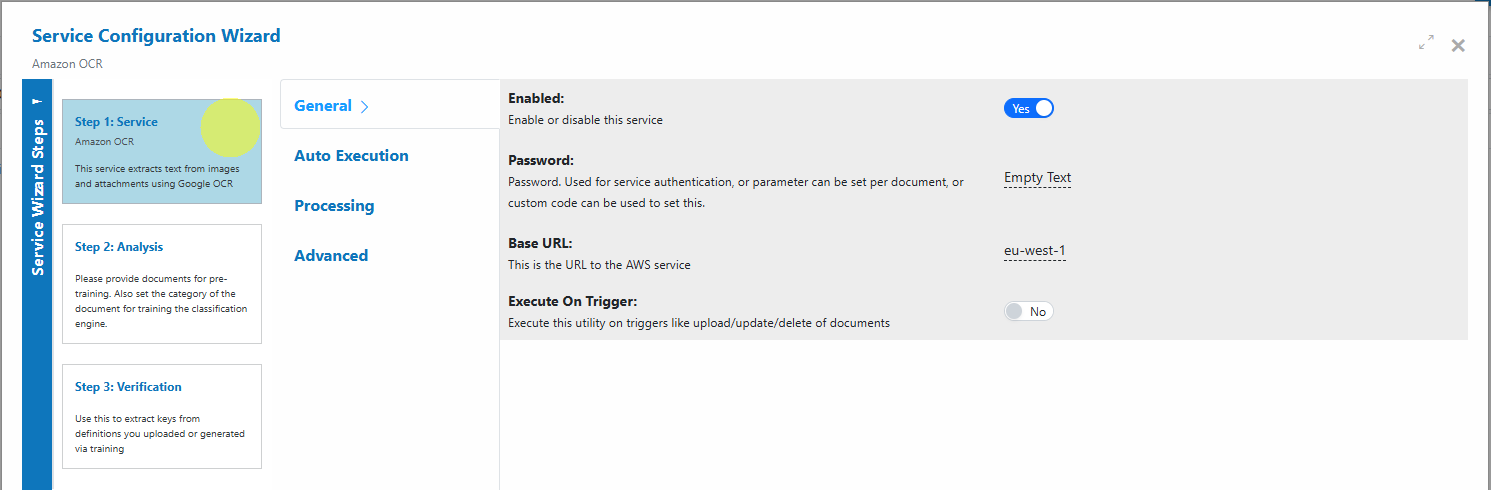 Service Configuration Wizard
Amazon OCR
Service Wizard Steps
Step 1: Service
Amazon OCR
This service extracts text from images
and attachments using Google OCR
Step 2: Analysis
Please provide documents for pre-
training. Also set the category of the
document for training the classification
engine.
Step 3: Verification
Use this to extract keys from
definitions you uploaded or generated
via training
General
Auto Execution
Processing
Advanced
Enabled:
Enable or disable this service
Yes
Password:
Password. Used for service authentication, or parameter can be set per document, or
custom code can be used to set this.
Empty Text
Base URL:
This is the URL to the AWS service
eu-west-1
Execute On Trigger:
Execute this utility on triggers like upload/update/delete of documents
No